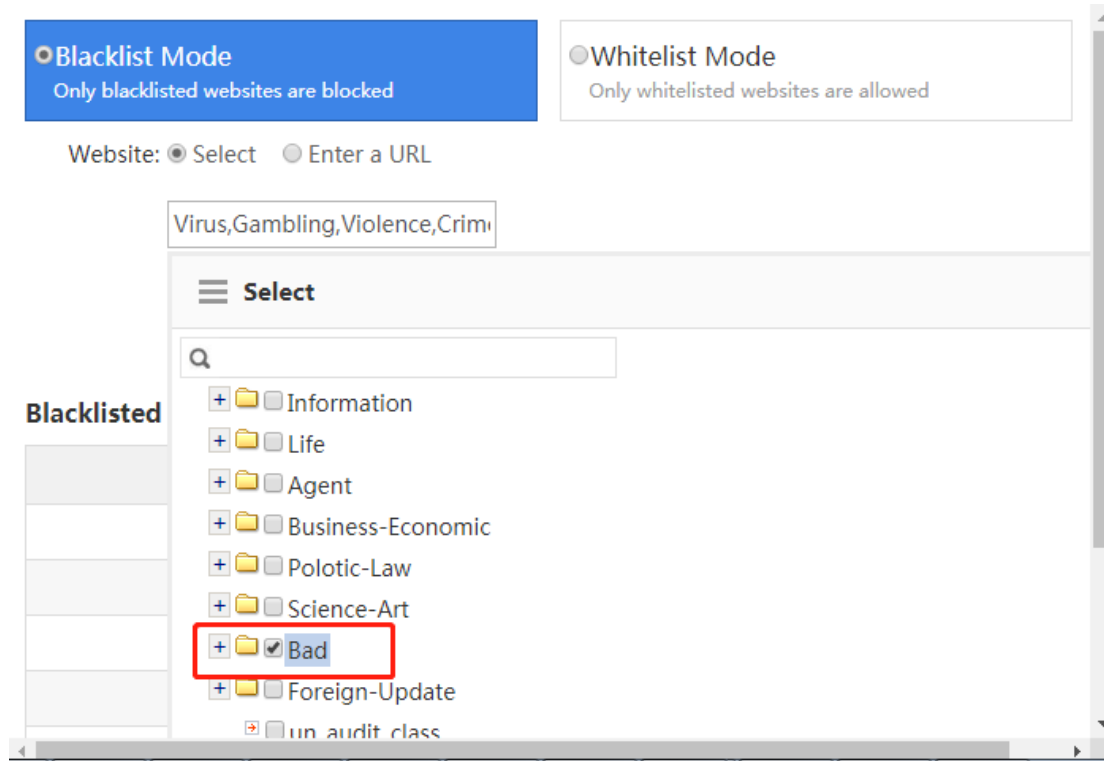 Blacklist Mode
Only blacklisted websites are blocked
Whitelist Mode
Only whitelisted websites are allowed
Website: Select Enter a URL
Virus,Gambling,Violence,Crim
Select
Blacklisted
Information
Life
Agent
Business-Economic
Polotic-Law
Science-Art
Bad
Foreign-Update
un_audit_class